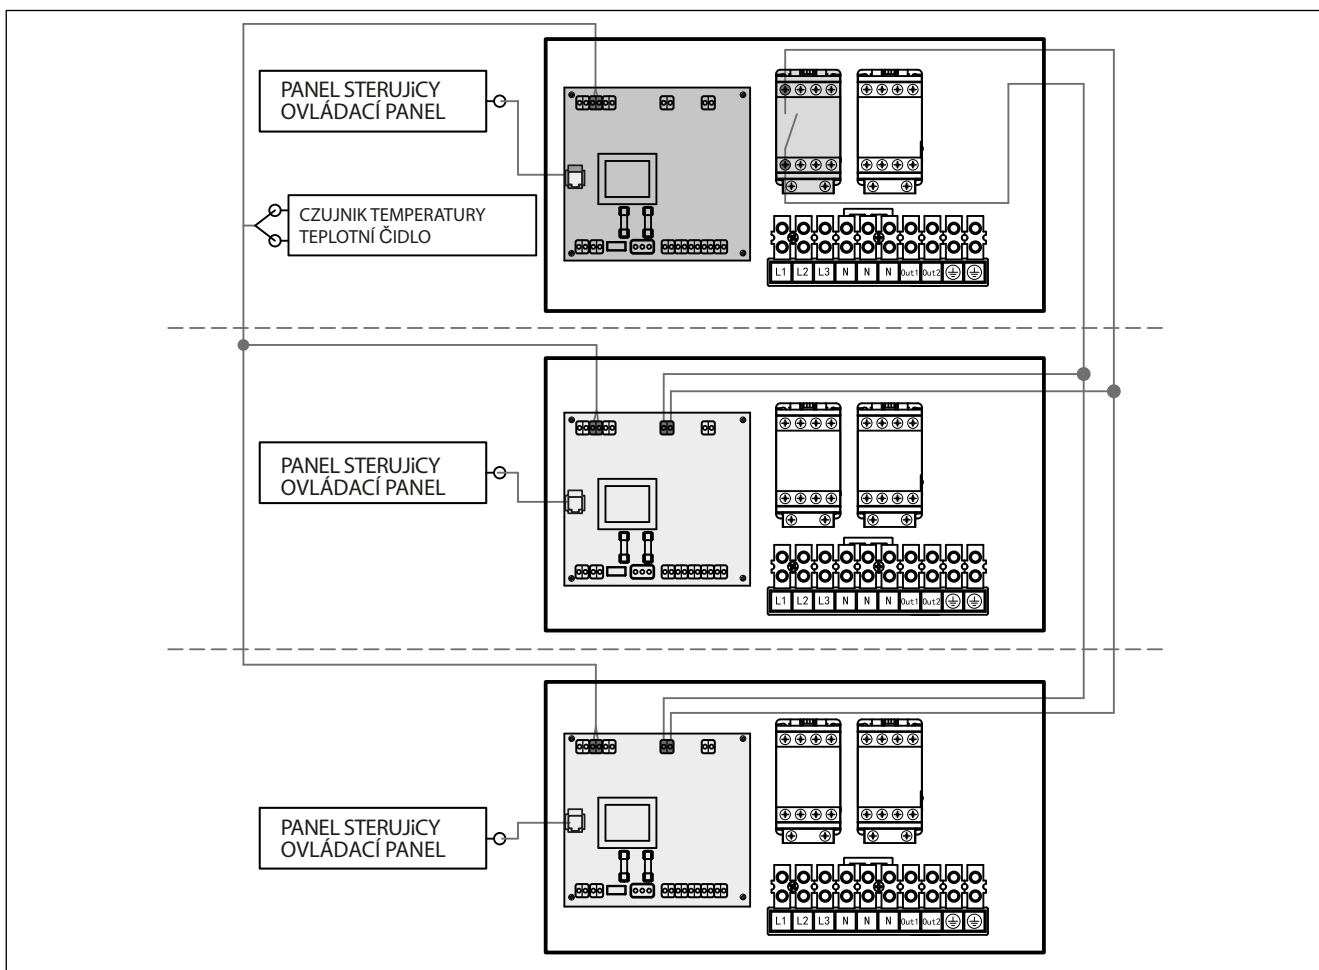 PANEL STERUJiCY
OVLÁDACÍ PANEL
CZUJNIK TEMPERATURY
TEPLOTNÍ ČIDLO
L1 L2 L3 N N N Out1 Out2
PANEL STERUJiCY
OVLÁDACÍ PANEL
L1 L2 L3 N N N Out1 Out2
PANEL STERUJiCY
OVLÁDACÍ PANEL
L1 L2 L3 N N N Out1 Out2